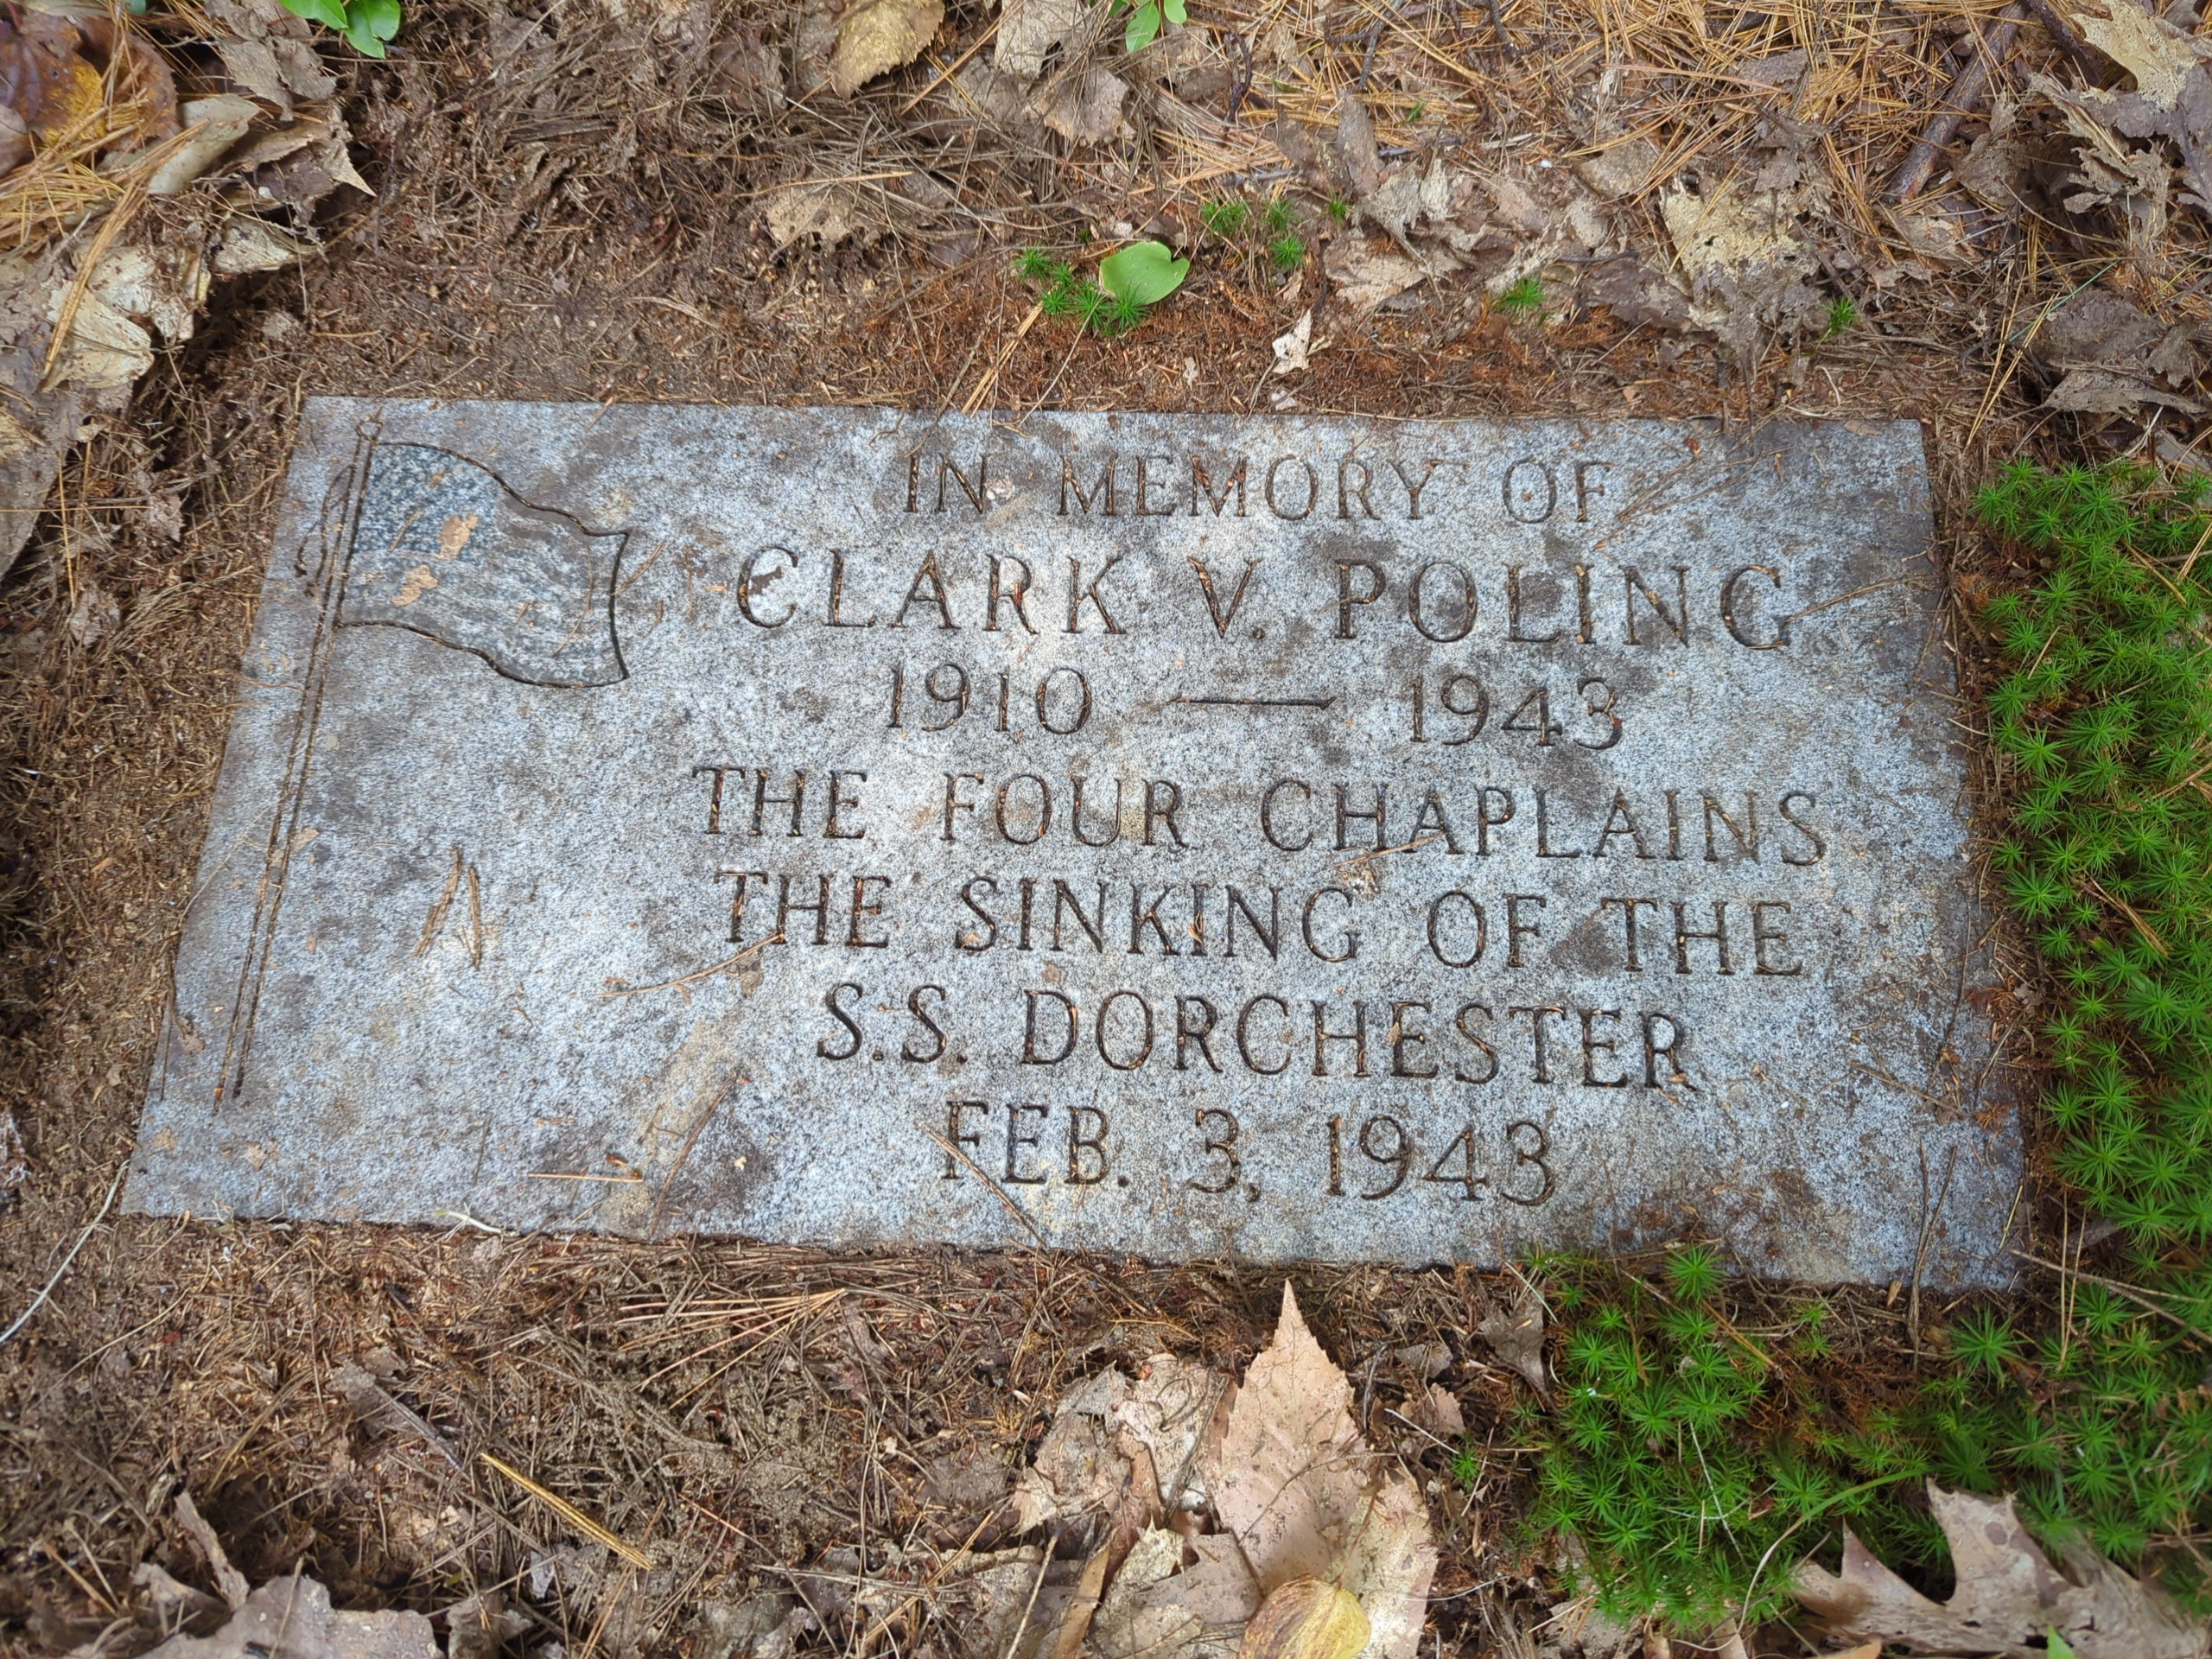 IN MEMORY OF
CLARK V. POLING
1910 — 1943
THE FOUR CHAPLAINS
THE SINKING OF THE
S.S. DORCHESTER
FEB. 3, 1943